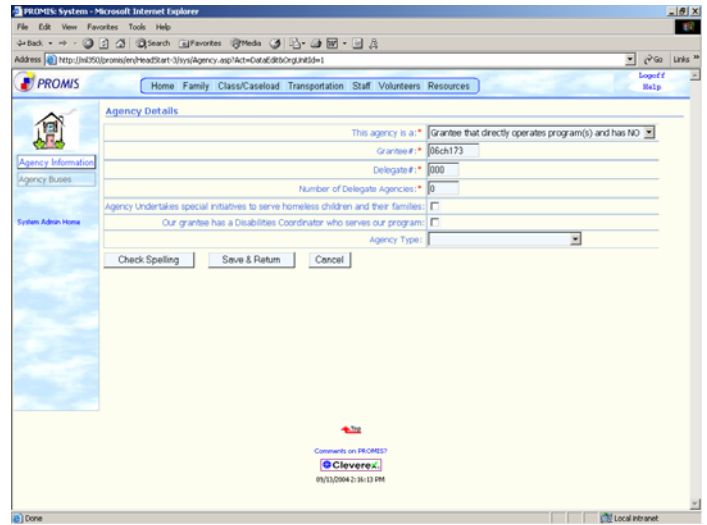 PROMIS: System - Microsoft Internet Explorer
File Edit View Favorites Tools Help
Back Search Favorites Media
Address http://nil350/promis/en/HeadStart-3/sys/Agency.asp?Act=DataEdit&OrgUnitId=1 Go Links »
PROMIS
Home Family Class/Caseload Transportation Staff Volunteers Resources
Logoff
Help
Agency Details
This agency is a:* Grantee that directly operates program(s) and has NO
Grantee#:* 06ch173
Agency Information
Delegate#:* 000
Agency Buses
Number of Delegate Agencies:* 0
Agency Undertakes special initiatives to serve homeless children and their families:
System Admin Home
Our grantee has a Disabilities Coordinator who serves our program:
Agency Type:
Check Spelling Save & Return Cancel
Top
Comments on PROMIS?
Cleverex.
09/13/2004 2:16:13 PM
Done Local intranet